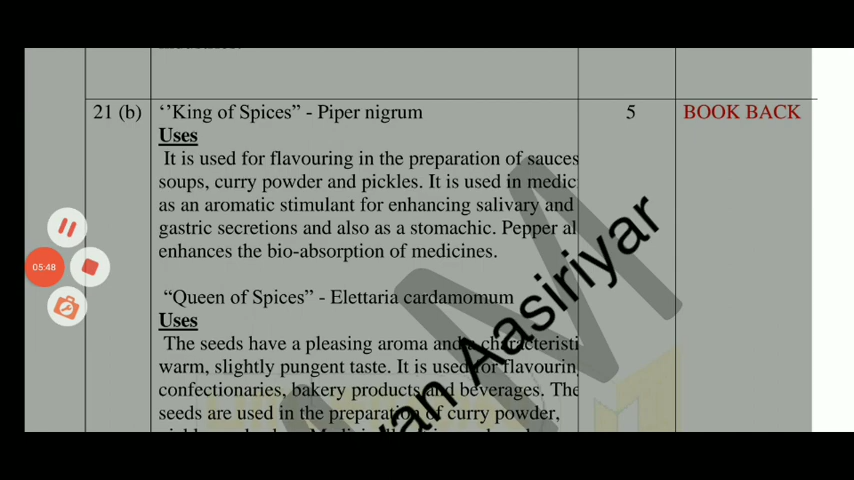 21 (b) ‘’King of Spices” - Piper nigrum 5 BOOK BACK
Uses
It is used for flavouring in the preparation of sauces
soups, curry powder and pickles. It is used in medic
as an aromatic stimulant for enhancing salivary and
gastric secretions and also as a stomachic. Pepper al
enhances the bio-absorption of medicines.
“Queen of Spices” - Elettaria cardamomum
Uses
The seeds have a pleasing aroma and a characteristi
warm, slightly pungent taste. It is used for flavourin
confectionaries, bakery products and beverages. The
seeds are used in the preparation of curry powder,
van Aasiriyar
05:48